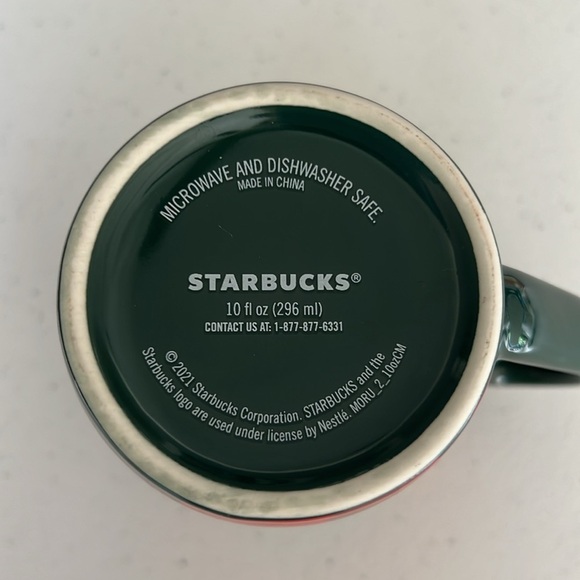 MICROWAVE AND DISHWASHER SAFE.
MADE IN CHINA
STARBUCKS®
10 fl oz (296 ml)
CONTACT US AT: 1-877-877-6331
© 2021 Starbucks Corporation. STARBUCKS and the
Starbucks logo are used under license by Nestlé. MORU_2_10ozCM